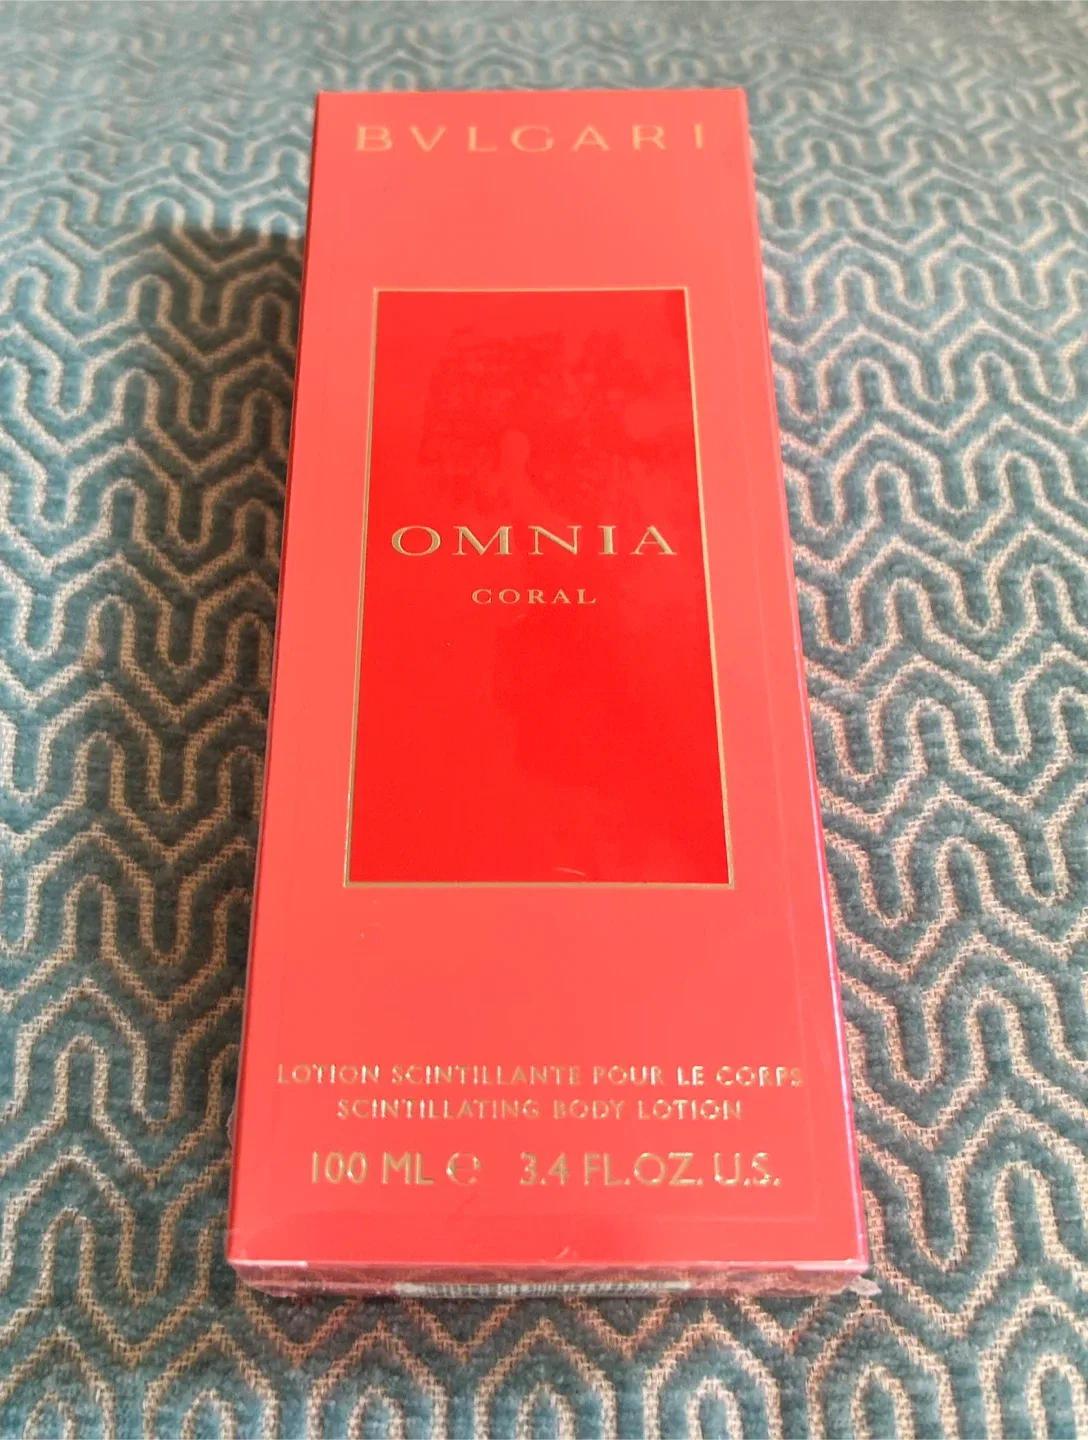 BVLGARI
OMNIA
CORAL
LOTION SCINTILLANTE POUR LE CORPS
SCINTILLATING BODY LOTION
100 ML ℮ 3.4 FL.OZ. U.S.